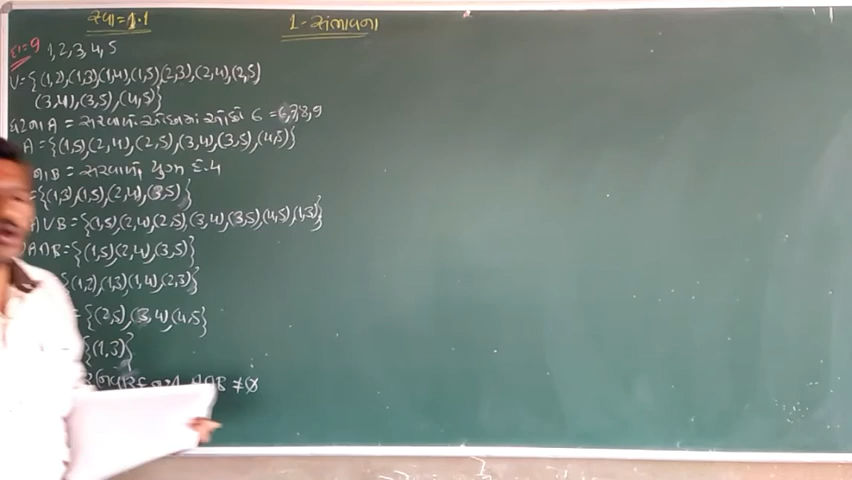 સ્વા = 1.1
1 - સંભાવના
દા=9 1, 2, 3, 4, 5
U = {(1,2),(1,3)(1,4),(1,5)(2,3),(2,4),(2,5)
(3,4),(3,5),(4,5)}
ઘટના A = સરવાળો ઓછામાં ઓછો 6 = 6,7,8,9
A = {(1,5),(2,4),(2,5),(3,4),(3,5),(4,5)}
B = સરવાળો યુગ્મ
= {(1,3),(1,5),(2,4),(3,5)}
AUB = {(1,5)(2,4)(2,5),(3,4),(3,5),(4,5),(1,3)}
A∩B = {(1,5)(2,4),(3,5)}
{(1,2),(1,3)(1,4),(2,3)}
= {(2,5),(3,4),(4,5}
{(1,3)}
B ≠ Ø